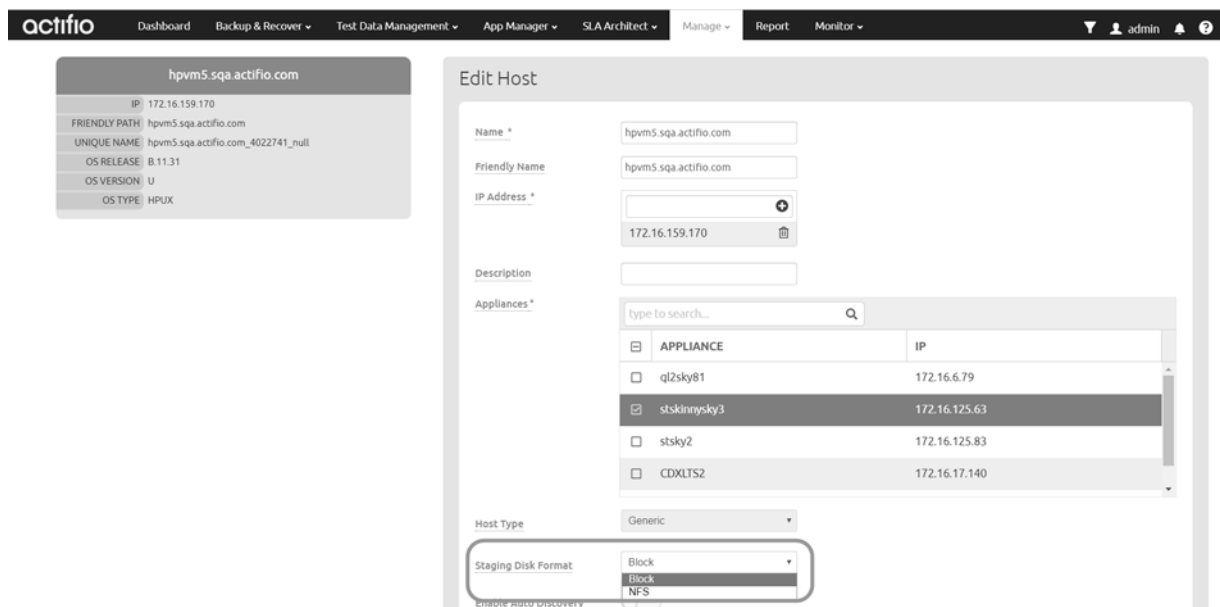 actifio Dashboard Backup & Recover Test Data Management App Manager SLA Architect Manage Report Monitor admin
hpvm5.sqa.actifio.com
IP 172.16.159.170
FRIENDLY PATH hpvm5.sqa.actifio.com
UNIQUE NAME hpvm5.sqa.actifio.com_4022741_null
OS RELEASE B.11.31
OS VERSION U
OS TYPE HPUX
Edit Host
Name * hpvm5.sqa.actifio.com
Friendly Name hpvm5.sqa.actifio.com
IP Address *
172.16.159.170
Description
Appliances * type to search...
APPLIANCE IP
ql2sky81 172.16.6.79
stskinnysky3 172.16.125.63
stsky2 172.16.125.83
CDXLTS2 172.16.17.140
Host Type Generic
Staging Disk Format Block
Block
NFS
Enable Auto Discovery